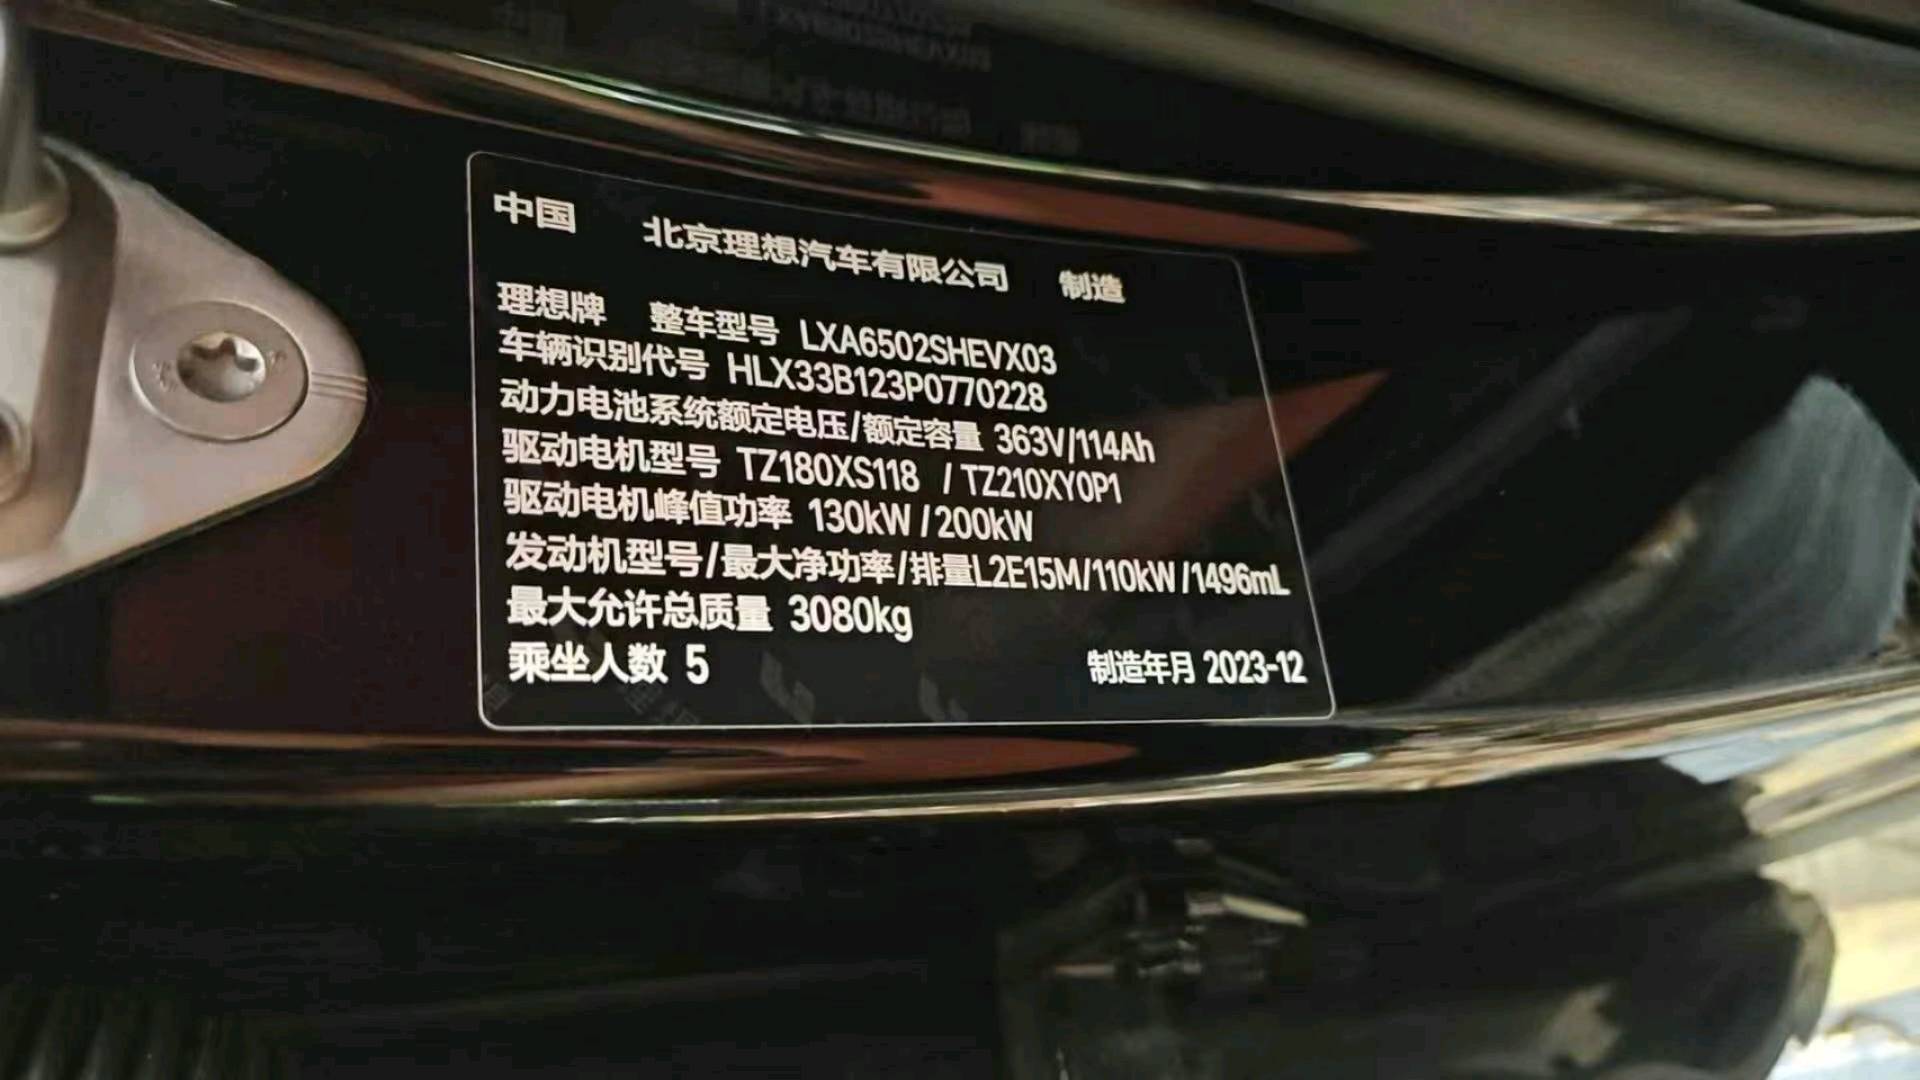 中国 北京理想汽车有限公司 制造
理想牌 整车型号 LXA6502SHEVX03
车辆识别代号 HLX33B123P0770228
动力电池系统额定电压/额定容量 363V/114Ah
驱动电机型号 TZ180XS118 / TZ210XY0P1
驱动电机峰值功率 130kW / 200kW
发动机型号/最大净功率/排量L2E15M/110kW/1496mL
最大允许总质量 3080kg
乘坐人数 5 制造年月 2023-12